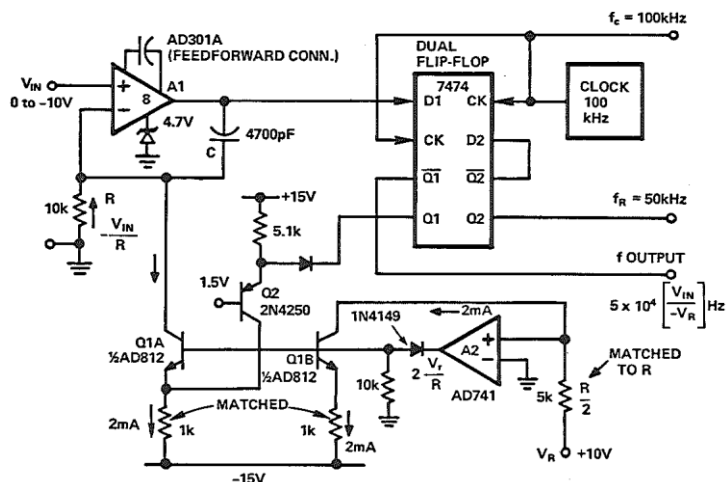 AD301A
(FEEDFORWARD CONN.)
fc = 100kHz
VIN
0 to –10V
+
–
8
A1
4.7V
4700pF
C
DUAL
FLIP-FLOP
7474
D1 CK
CK D2
Q1 Q2
Q1 Q2
CLOCK
100
kHz
10k
R
– VIN
R
+15V
5.1k
1.5V
Q2
2N4250
fR = 50kHz
f OUTPUT
5 x 10⁴ [VIN / –VR] Hz
2mA
1N4149
Q1A
½AD812
Q1B
½AD812
+
–
A2
AD741
2 Vr
R
10k
MATCHED
TO R
5k
R
2
VR
+10V
MATCHED
2mA
1k
1k
2mA
–15V